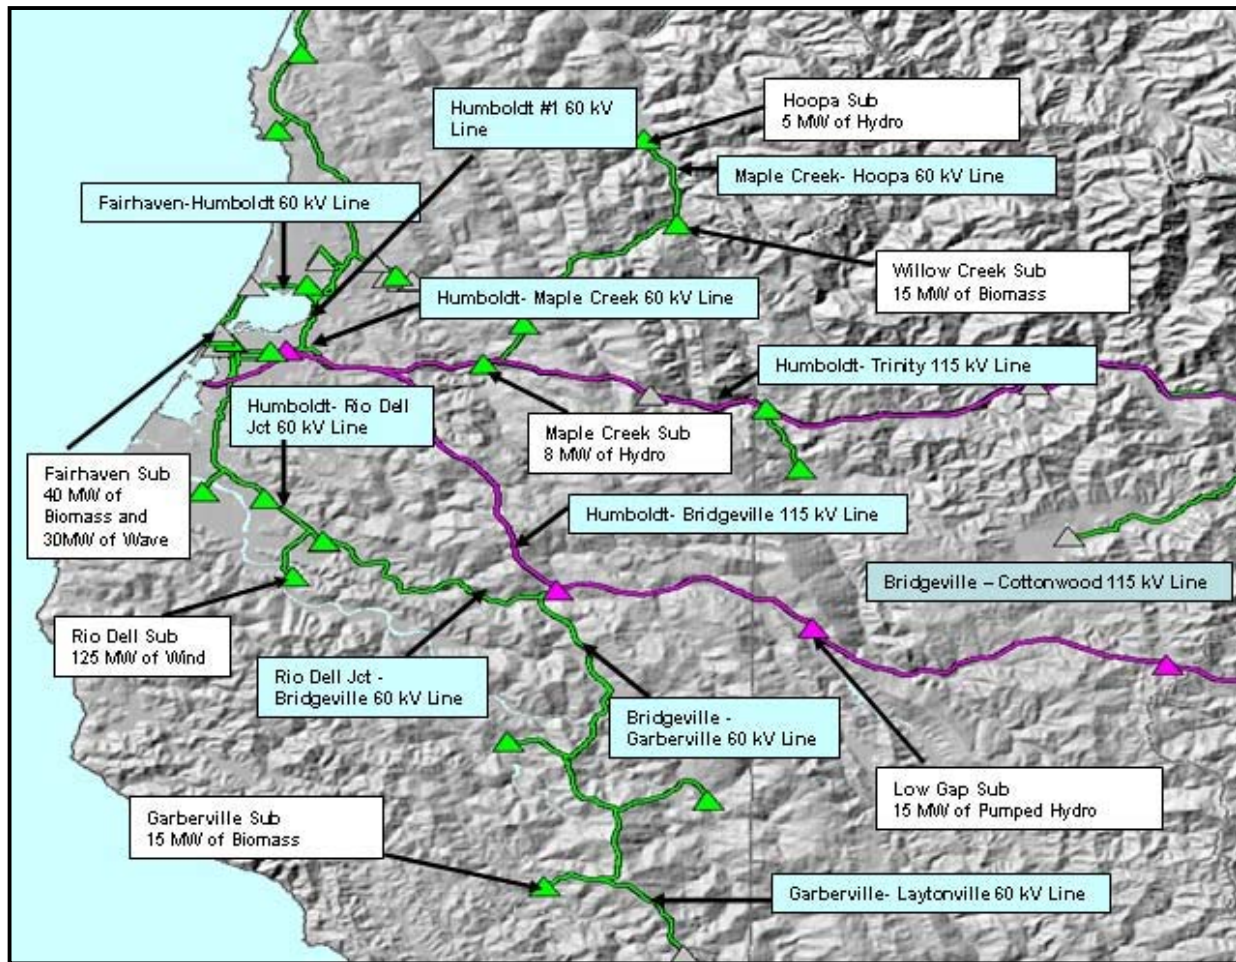 Humboldt #1 60 kV
Line
Hoopa Sub
5 MW of Hydro
Maple Creek- Hoopa 60 kV Line
Fairhaven-Humboldt 60 kV Line
Willow Creek Sub
15 MW of Biomass
Humboldt- Maple Creek 60 kV Line
Humboldt- Trinity 115 kV Line
Humboldt- Rio Dell
Jct 60 kV Line
Maple Creek Sub
8 MW of Hydro
Fairhaven Sub
40 MW of
Biomass and
30MW of Wave
Humboldt- Bridgeville 115 kV Line
Bridgeville – Cottonwood 115 kV Line
Rio Dell Sub
125 MW of Wind
Rio Dell Jct -
Bridgeville 60 kV Line
Bridgeville -
Garberville 60 kV Line
Low Gap Sub
15 MW of Pumped Hydro
Garberville Sub
15 MW of Biomass
Garberville- Laytonville 60 kV Line